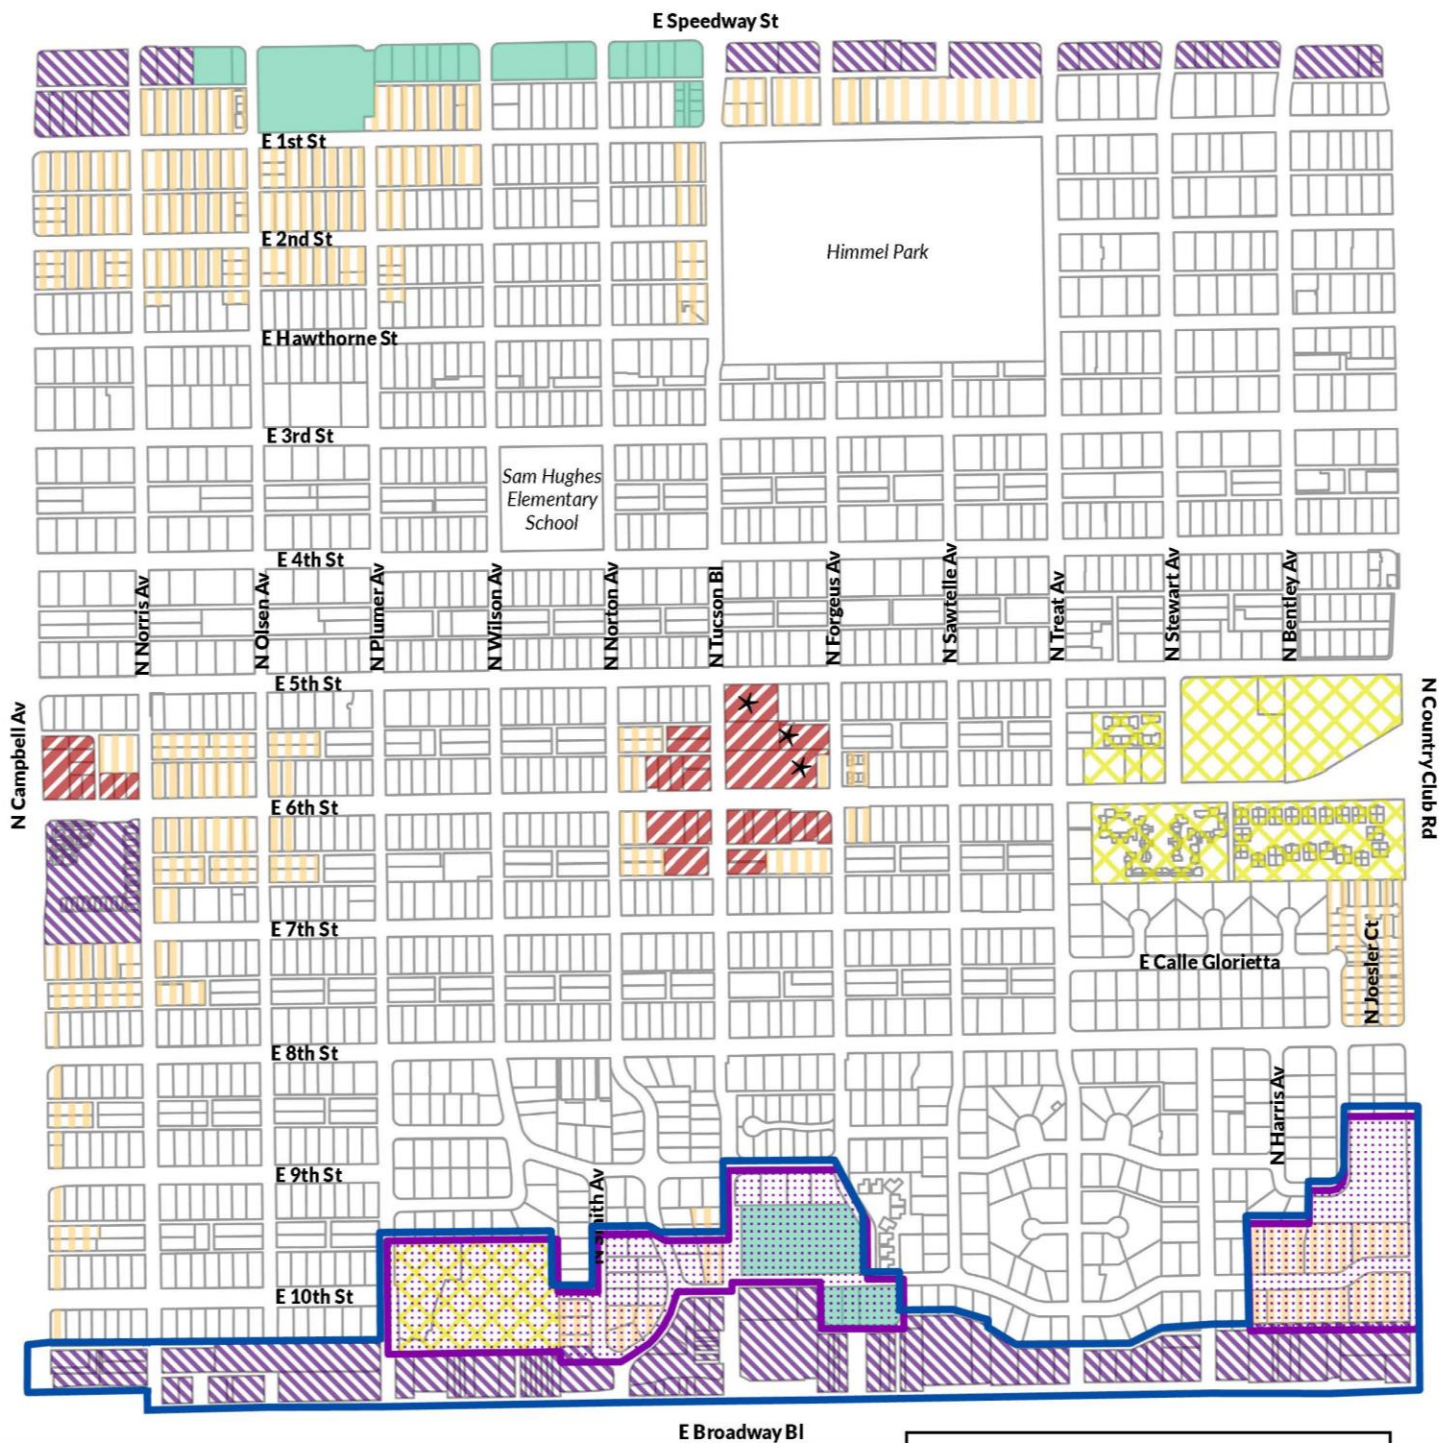 E Speedway St
E 1st St
E 2nd St
Himmel Park
E Hawthorne St
E 3rd St
Sam Hughes
Elementary
School
E 4th St
N Norris Av
N Olsen Av
N Plumer Av
N Wilson Av
N Norton Av
N Tucson Bl
N Forgeus Av
N Sawtelle Av
N Treat Av
N Stewart Av
N Bentley Av
E 5th St
N Campbell Av
N Country Club Rd
E 6th St
E 7th St
E Calle Glorietta
N Joesler Ct
E 8th St
N Harris Av
E 9th St
N Smith Av
E 10th St
E Broadway Bl